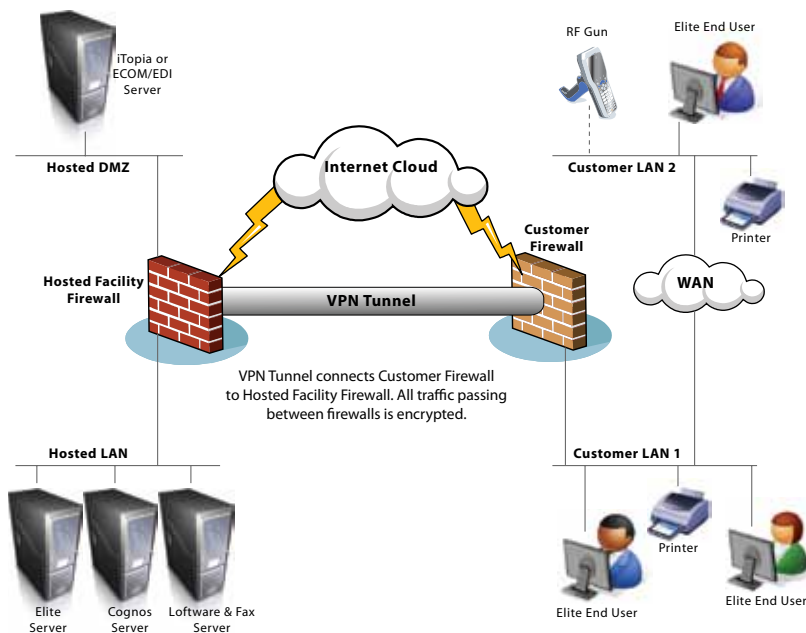 iTopia or
ECOM/EDI
Server
RF Gun
Elite End User
Hosted DMZ
Internet Cloud
Customer LAN 2
Printer
Customer
Firewall
Hosted Facility
Firewall
VPN Tunnel
WAN
VPN Tunnel connects Customer Firewall
to Hosted Facility Firewall. All traffic passing
between firewalls is encrypted.
Hosted LAN
Customer LAN 1
Printer
Elite
Server
Cognos
Server
Loftware & Fax
Server
Elite End User
Elite End User